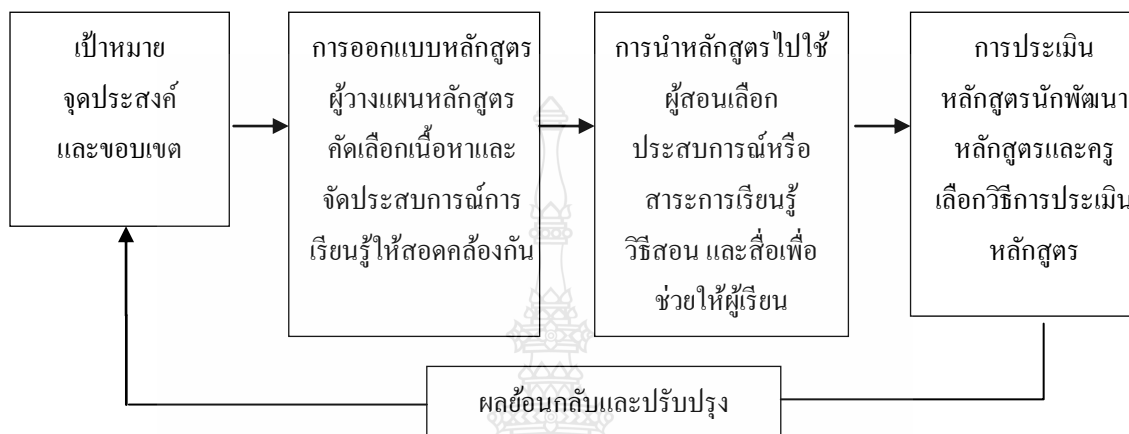 เป้าหมาย
จุดประสงค์
และขอบเขต
การออกแบบหลักสูตร
ผู้วางแผนหลักสูตร
คัดเลือกเนื้อหาและ
จัดประสบการณ์การ
เรียนรู้ให้สอดคล้องกัน
การนำหลักสูตรไปใช้
ผู้สอนเลือก
ประสบการณ์หรือ
สาระการเรียนรู้
วิธีสอน และสื่อเพื่อ
ช่วยให้ผู้เรียน
การประเมิน
หลักสูตรนักพัฒนา
หลักสูตรและครู
เลือกวิธีการประเมิน
หลักสูตร
ผลย้อนกลับและปรับปรุง